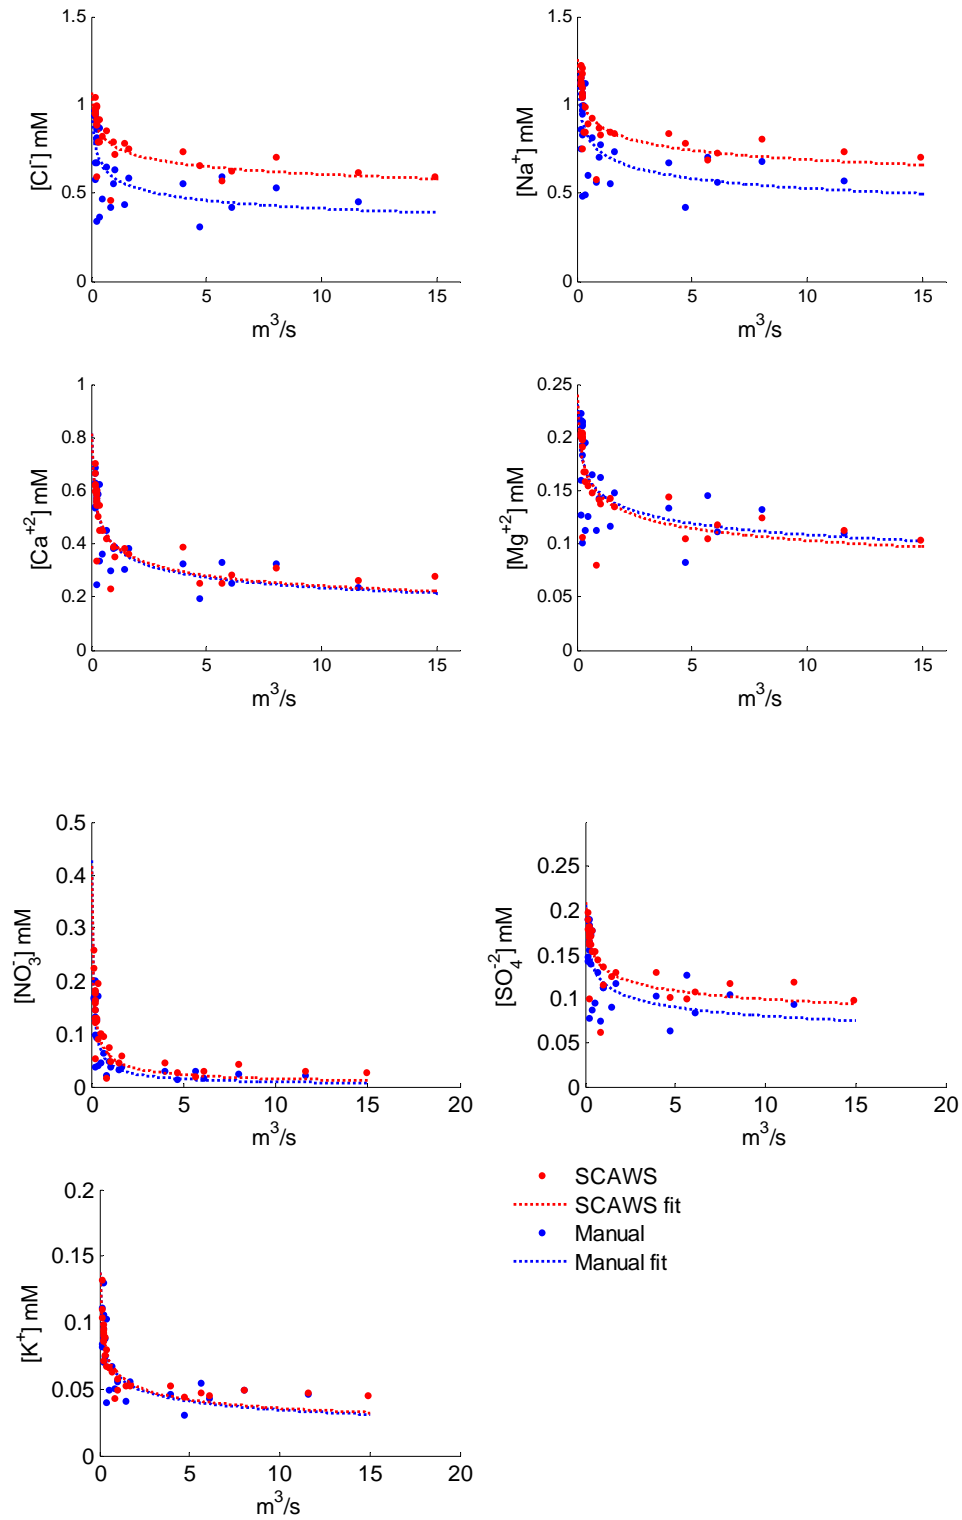 [Cl⁻] mM
1.5
1
0.5
0
0 5 10 15
m³/s
[Na⁺] mM
1.5
1
0.5
0
0 5 10 15
m³/s
[Ca⁺²] mM
1
0.8
0.6
0.4
0.2
0
0 5 10 15
m³/s
[Mg⁺²] mM
0.25
0.2
0.15
0.1
0.05
0
0 5 10 15
m³/s
[NO₃⁻] mM
0.5
0.4
0.3
0.2
0.1
0
0 5 10 15 20
m³/s
[SO₄⁻²] mM
0.25
0.2
0.15
0.1
0.05
0
0 5 10 15 20
m³/s
[K⁺] mM
0.2
0.15
0.1
0.05
0
0 5 10 15 20
m³/s
SCAWS
SCAWS fit
Manual
Manual fit